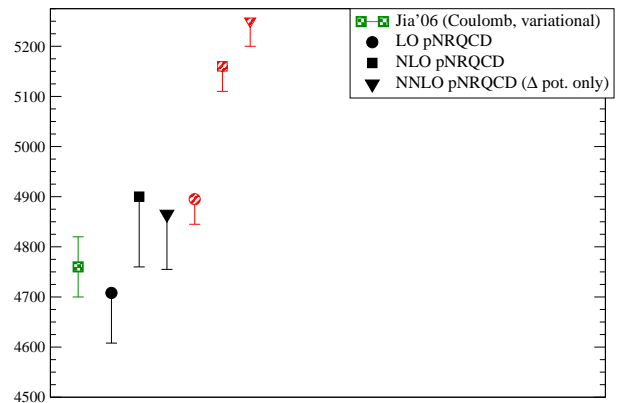 Jia’06 (Coulomb, variational)
LO pNRQCD
NLO pNRQCD
NNLO pNRQCD (Δ pot. only)
5200
5100
5000
4900
4800
4700
4600
4500